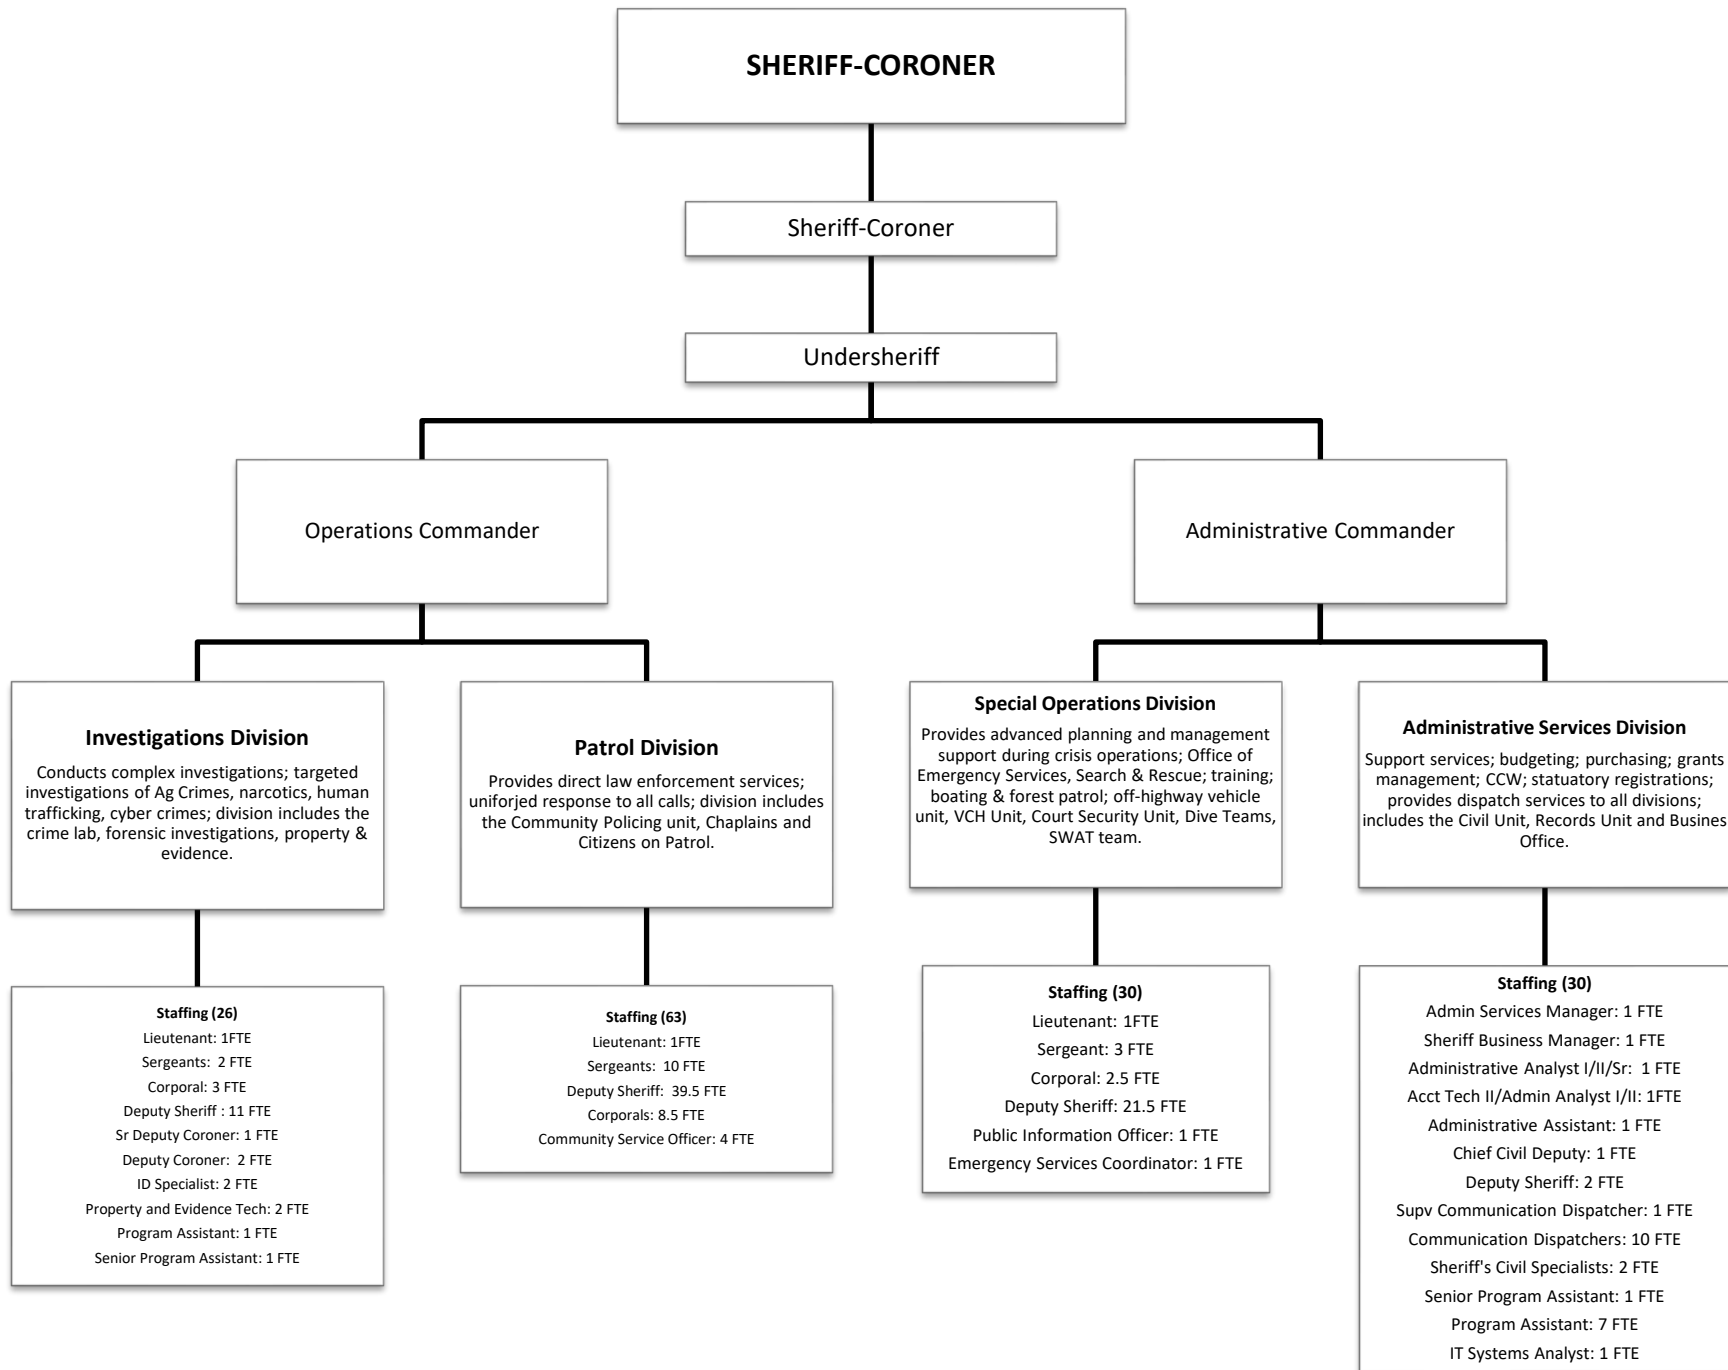 SHERIFF-CORONER
Sheriff-Coroner
Undersheriff
Operations Commander
Administrative Commander
Investigations Division
Conducts complex investigations; targeted
investigations of Ag Crimes, narcotics, human
trafficking, cyber crimes; division includes the
crime lab, forensic investigations, property &
evidence.
Patrol Division
Provides direct law enforcement services;
uniforjed response to all calls; division includes
the Community Policing unit, Chaplains and
Citizens on Patrol.
Special Operations Division
Provides advanced planning and management
support during crisis operations; Office of
Emergency Services, Search & Rescue; training;
boating & forest patrol; off-highway vehicle
unit, VCH Unit, Court Security Unit, Dive Teams,
SWAT team.
Administrative Services Division
Support services; budgeting; purchasing; grants
management; CCW; statuatory registrations;
provides dispatch services to all divisions;
includes the Civil Unit, Records Unit and Business
Office.
Staffing (26)
Lieutenant: 1FTE
Sergeants: 2 FTE
Corporal: 3 FTE
Deputy Sheriff : 11 FTE
Sr Deputy Coroner: 1 FTE
Deputy Coroner: 2 FTE
ID Specialist: 2 FTE
Property and Evidence Tech: 2 FTE
Program Assistant: 1 FTE
Senior Program Assistant: 1 FTE
Staffing (63)
Lieutenant: 1FTE
Sergeants: 10 FTE
Deputy Sheriff: 39.5 FTE
Corporals: 8.5 FTE
Community Service Officer: 4 FTE
Staffing (30)
Lieutenant: 1FTE
Sergeant: 3 FTE
Corporal: 2.5 FTE
Deputy Sheriff: 21.5 FTE
Public Information Officer: 1 FTE
Emergency Services Coordinator: 1 FTE
Staffing (30)
Admin Services Manager: 1 FTE
Sheriff Business Manager: 1 FTE
Administrative Analyst I/II/Sr: 1 FTE
Acct Tech II/Admin Analyst I/II: 1FTE
Administrative Assistant: 1 FTE
Chief Civil Deputy: 1 FTE
Deputy Sheriff: 2 FTE
Supv Communication Dispatcher: 1 FTE
Communication Dispatchers: 10 FTE
Sheriff's Civil Specialists: 2 FTE
Senior Program Assistant: 1 FTE
Program Assistant: 7 FTE
IT Systems Analyst: 1 FTE